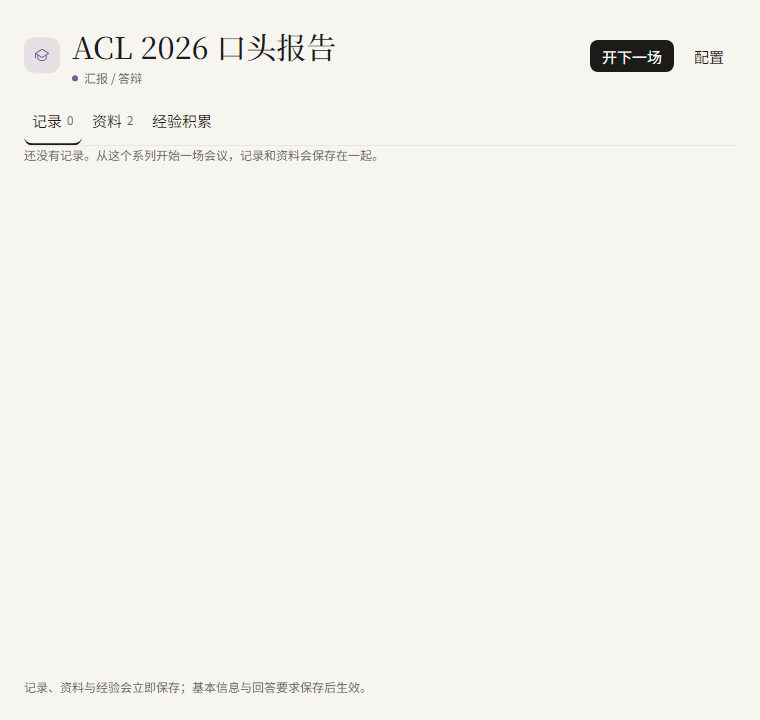 ACL 2026 口头报告
汇报 / 答辩
开下一场
配置
记录 0
资料 2
经验积累
还没有记录。从这个系列开始一场会议，记录和资料会保存在一起。
记录、资料与经验会立即保存；基本信息与回答要求保存后生效。